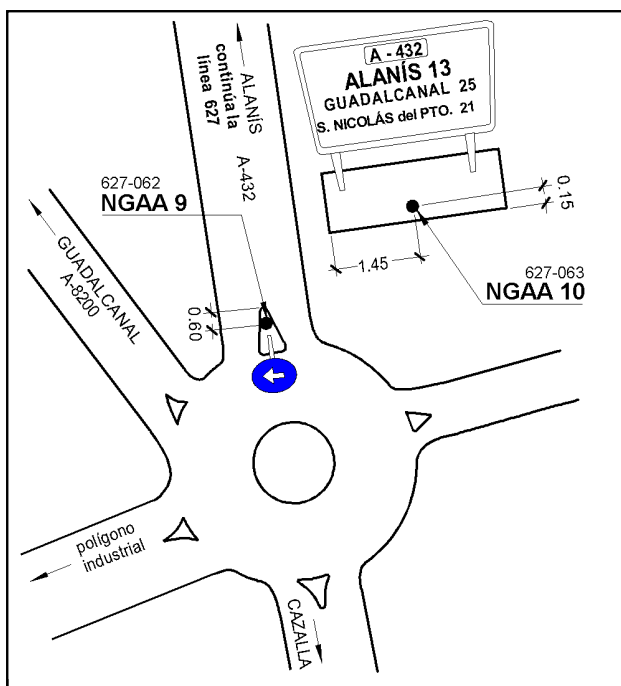 A - 432
ALANÍS 13
GUADALCANAL 25
S. NICOLÁS del PTO. 21
ALANÍS
continúa la
línea 627
A-432
627-062
NGAA 9
0.15
1.45
627-063
NGAA 10
GUADALCANAL
A-8200
0.60
polígono
industrial
CAZALLA